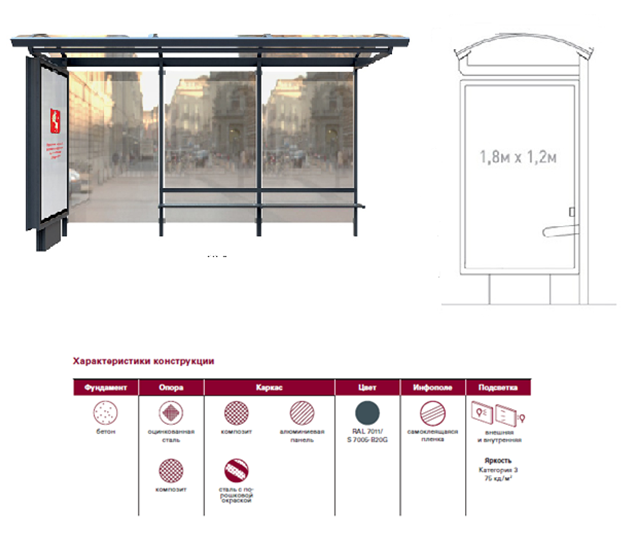 1,8м x 1,2м
Характеристики конструкции
Фундамент Опора Каркас Цвет Инфополе Подсветка
бетон
оцинкованная
сталь
композит
композит
алюминиевая
панель
сталь с по-
рошковой
окраской
RAL 7011/
S 7005-B20G
самоклеящаяся
пленка
внешняя
и внутренняя
Яркость
Категория 3
75 кд/м²